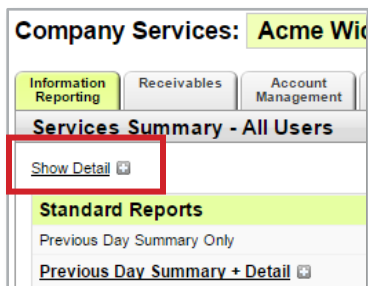 Company Services: Acme Wi
Information Reporting Receivables Account Management
Services Summary - All Users
Show Detail
Standard Reports
Previous Day Summary Only
Previous Day Summary + Detail